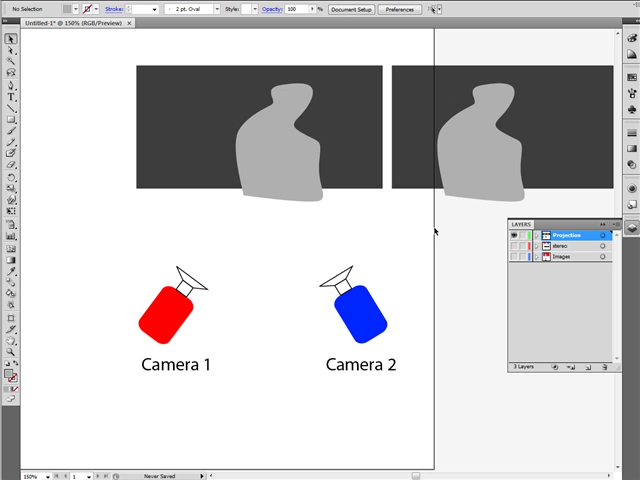 No Selection
Stroke:
2 pt. Oval
Style:
Opacity:
100
%
Document Setup
Preferences
Untitled-1* @ 150% (RGB/Preview)
LAYERS
Projection
stereo
Images
3 Layers
Camera 1
Camera 2
150%
1
Never Saved